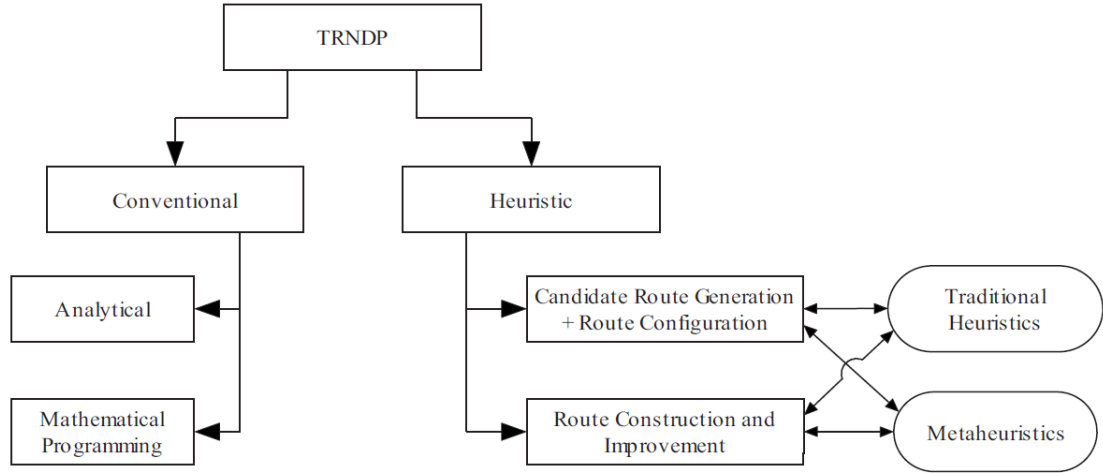 TRNDP
Conventional
Heuristic
Analytical
Candidate Route Generation
+ Route Configuration
Traditional
Heuristics
Mathematical
Programming
Route Construction and
Improvement
Metaheuristics